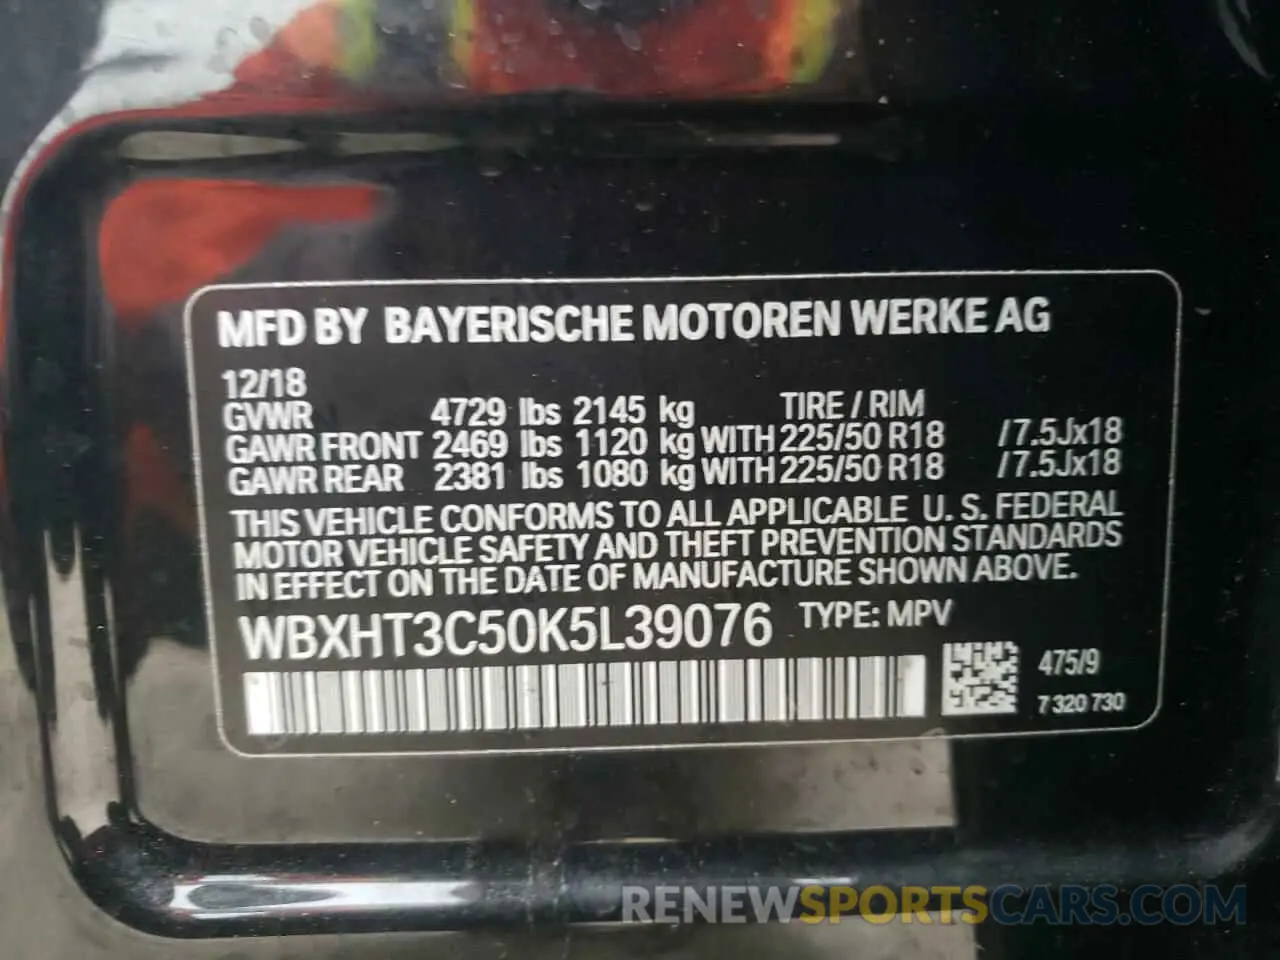 MFD BY BAYERISCHE MOTOREN WERKE AG
12/18
GVWR 4729 lbs 2145 kg TIRE / RIM
GAWR FRONT 2469 lbs 1120 kg WITH 225/50 R18 /7.5Jx18
GAWR REAR 2381 lbs 1080 kg WITH 225/50 R18 /7.5Jx18
THIS VEHICLE CONFORMS TO ALL APPLICABLE U. S. FEDERAL
MOTOR VEHICLE SAFETY AND THEFT PREVENTION STANDARDS
IN EFFECT ON THE DATE OF MANUFACTURE SHOWN ABOVE.
WBXHT3C50K5L39076 TYPE: MPV
475/9
7 320 730
RENEWSPORTSCARS.COM